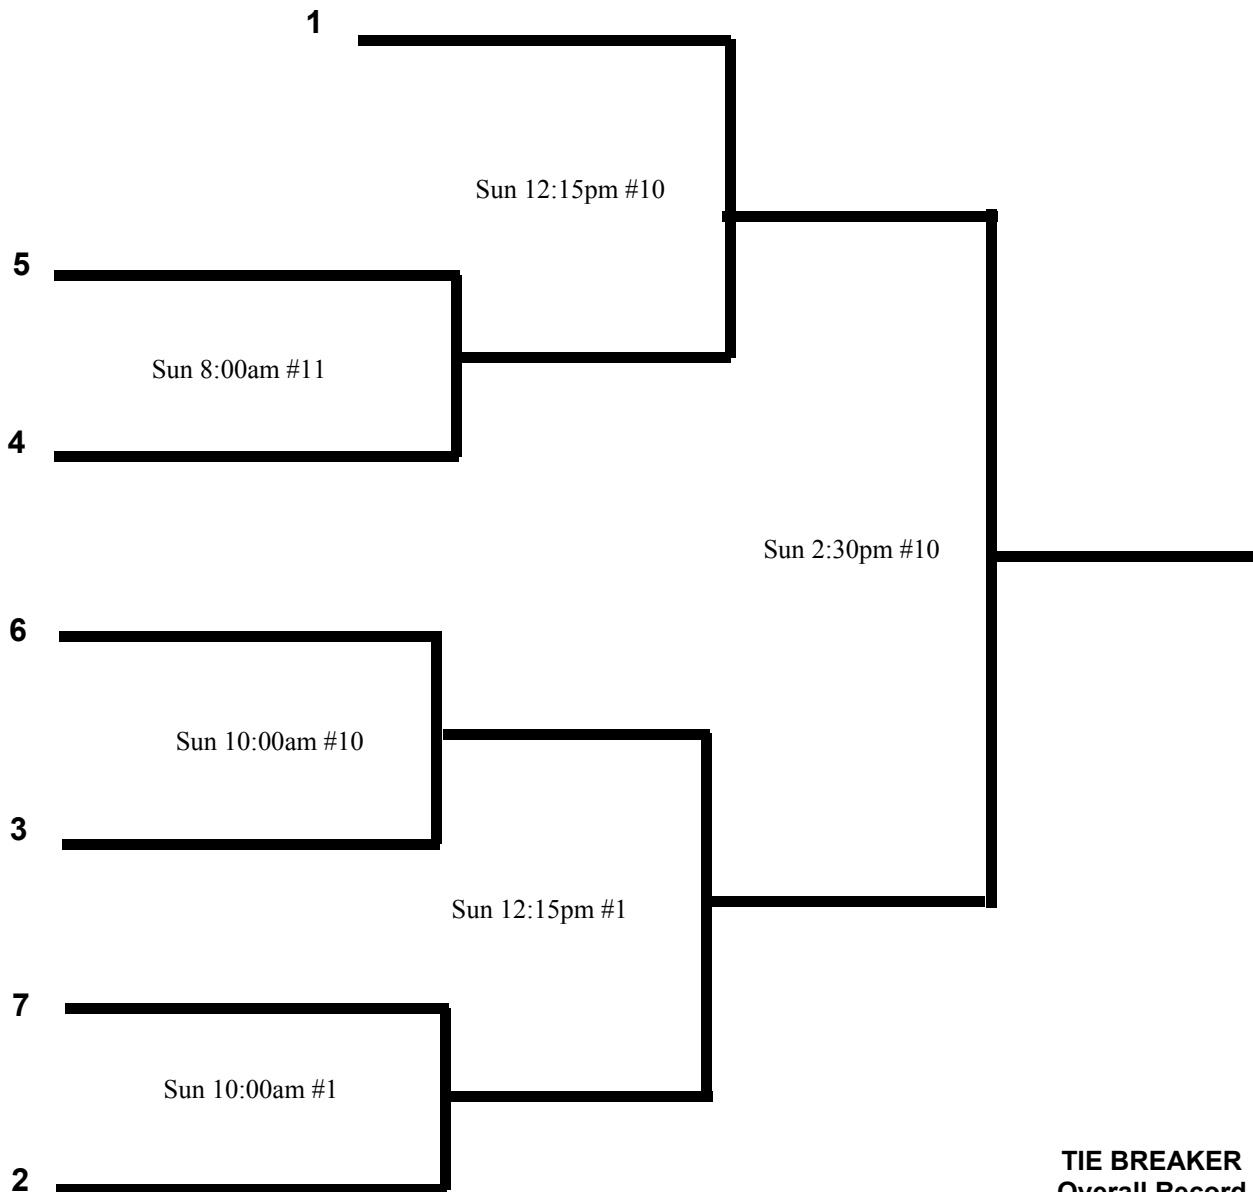 1
Sun 12:15pm #10
5
Sun 8:00am #11
4
Sun 2:30pm #10
6
Sun 10:00am #10
3
Sun 12:15pm #1
7
Sun 10:00am #1
2
TIE BREAKER
Overall Record